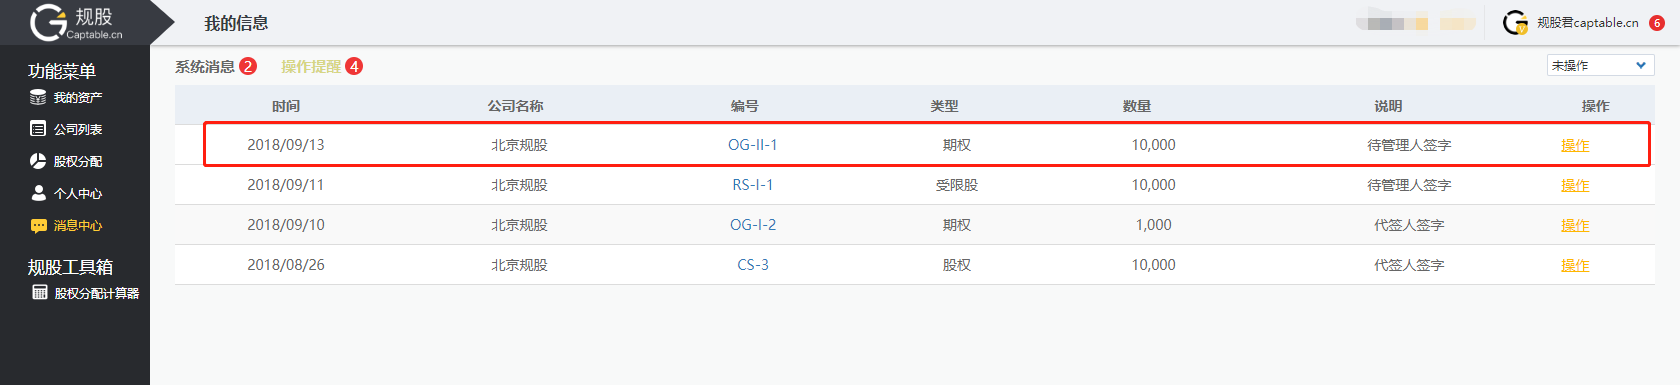 规股
Captable.cn
我的信息
规股君captable.cn 6
功能菜单
我的资产
公司列表
股权分配
个人中心
消息中心
规股工具箱
股权分配计算器
系统消息 2 操作提醒 4
未操作
时间 公司名称 编号 类型 数量 说明 操作
2018/09/13 北京规股 OG-II-1 期权 10,000 待管理人签字 操作
2018/09/11 北京规股 RS-I-1 受限股 10,000 待管理人签字 操作
2018/09/10 北京规股 OG-I-2 期权 1,000 代签人签字 操作
2018/08/26 北京规股 CS-3 股权 10,000 代签人签字 操作